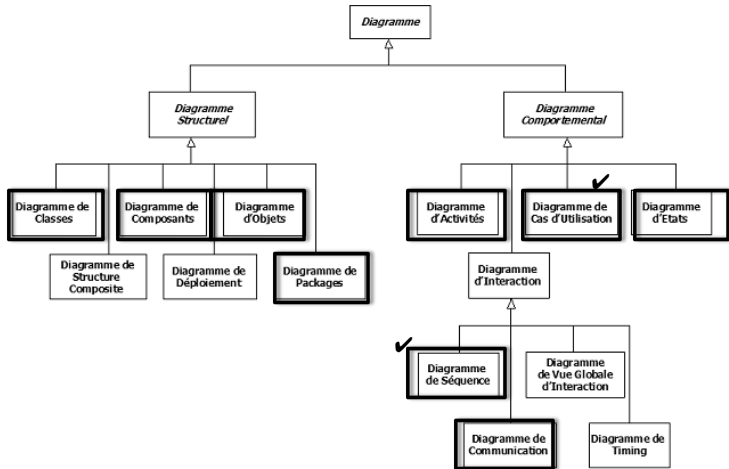 Diagramme
Diagramme
Structurel
Diagramme
Comportemental
Diagramme de
Classes
Diagramme de
Composants
Diagramme
d'Objets
Diagramme
d'Activités
Diagramme de
Cas d'Utilisation
Diagramme
d'Etats
Diagramme de
Structure
Composite
Diagramme de
Déploiement
Diagramme de
Packages
Diagramme
d'Interaction
Diagramme
de Séquence
Diagramme
de Vue Globale
d'Interaction
Diagramme de
Communication
Diagramme de
Timing